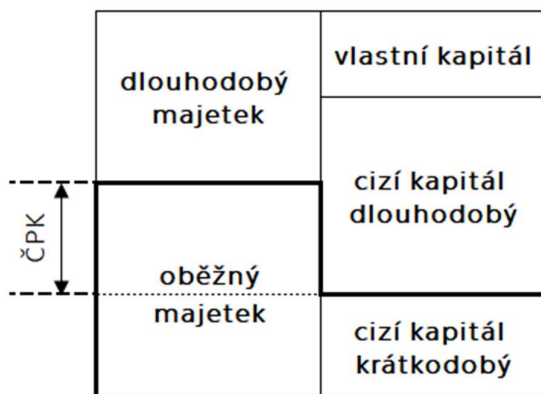 dlouhodobý
majetek
vlastní kapitál
cizí kapitál
dlouhodobý
ČPK
oběžný
majetek
cizí kapitál
krátkodobý